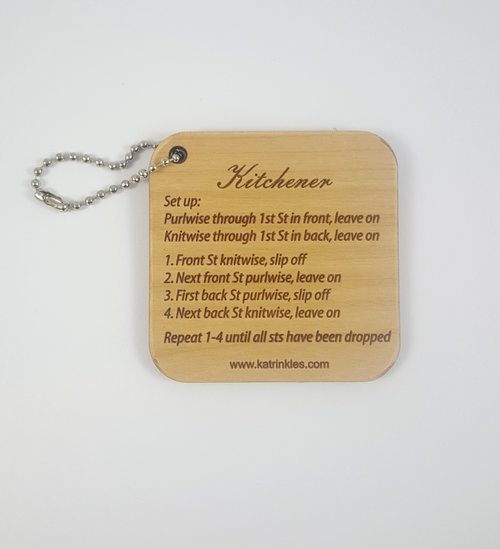 Kitchener
Set up:
Purlwise through 1st St in front, leave on
Knitwise through 1st St in back, leave on
1. Front St knitwise, slip off
2. Next front St purlwise, leave on
3. First back St purlwise, slip off
4. Next back St knitwise, leave on
Repeat 1-4 until all sts have been dropped
www.katrinkles.com